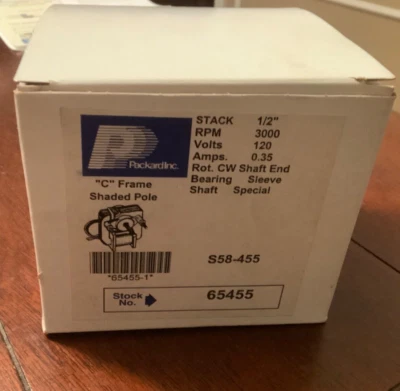 Packard Inc.
"C" Frame
Shaded Pole
STACK 1/2"
RPM 3000
Volts 120
Amps. 0.35
Rot. CW Shaft End
Bearing Sleeve
Shaft Special
*65455-1*
S58-455
Stock No. 65455